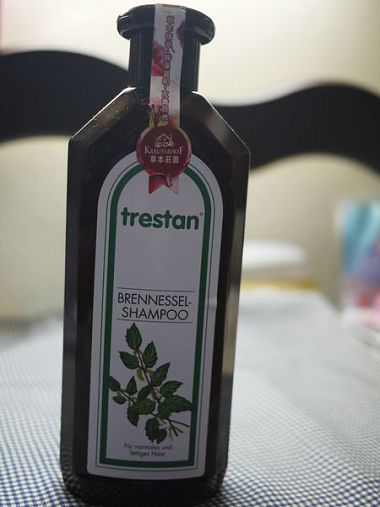 KRÄUTERHOF
草本莊園
trestan®
BRENNESSEL-
SHAMPOO
Für normales und
fettiges Haar